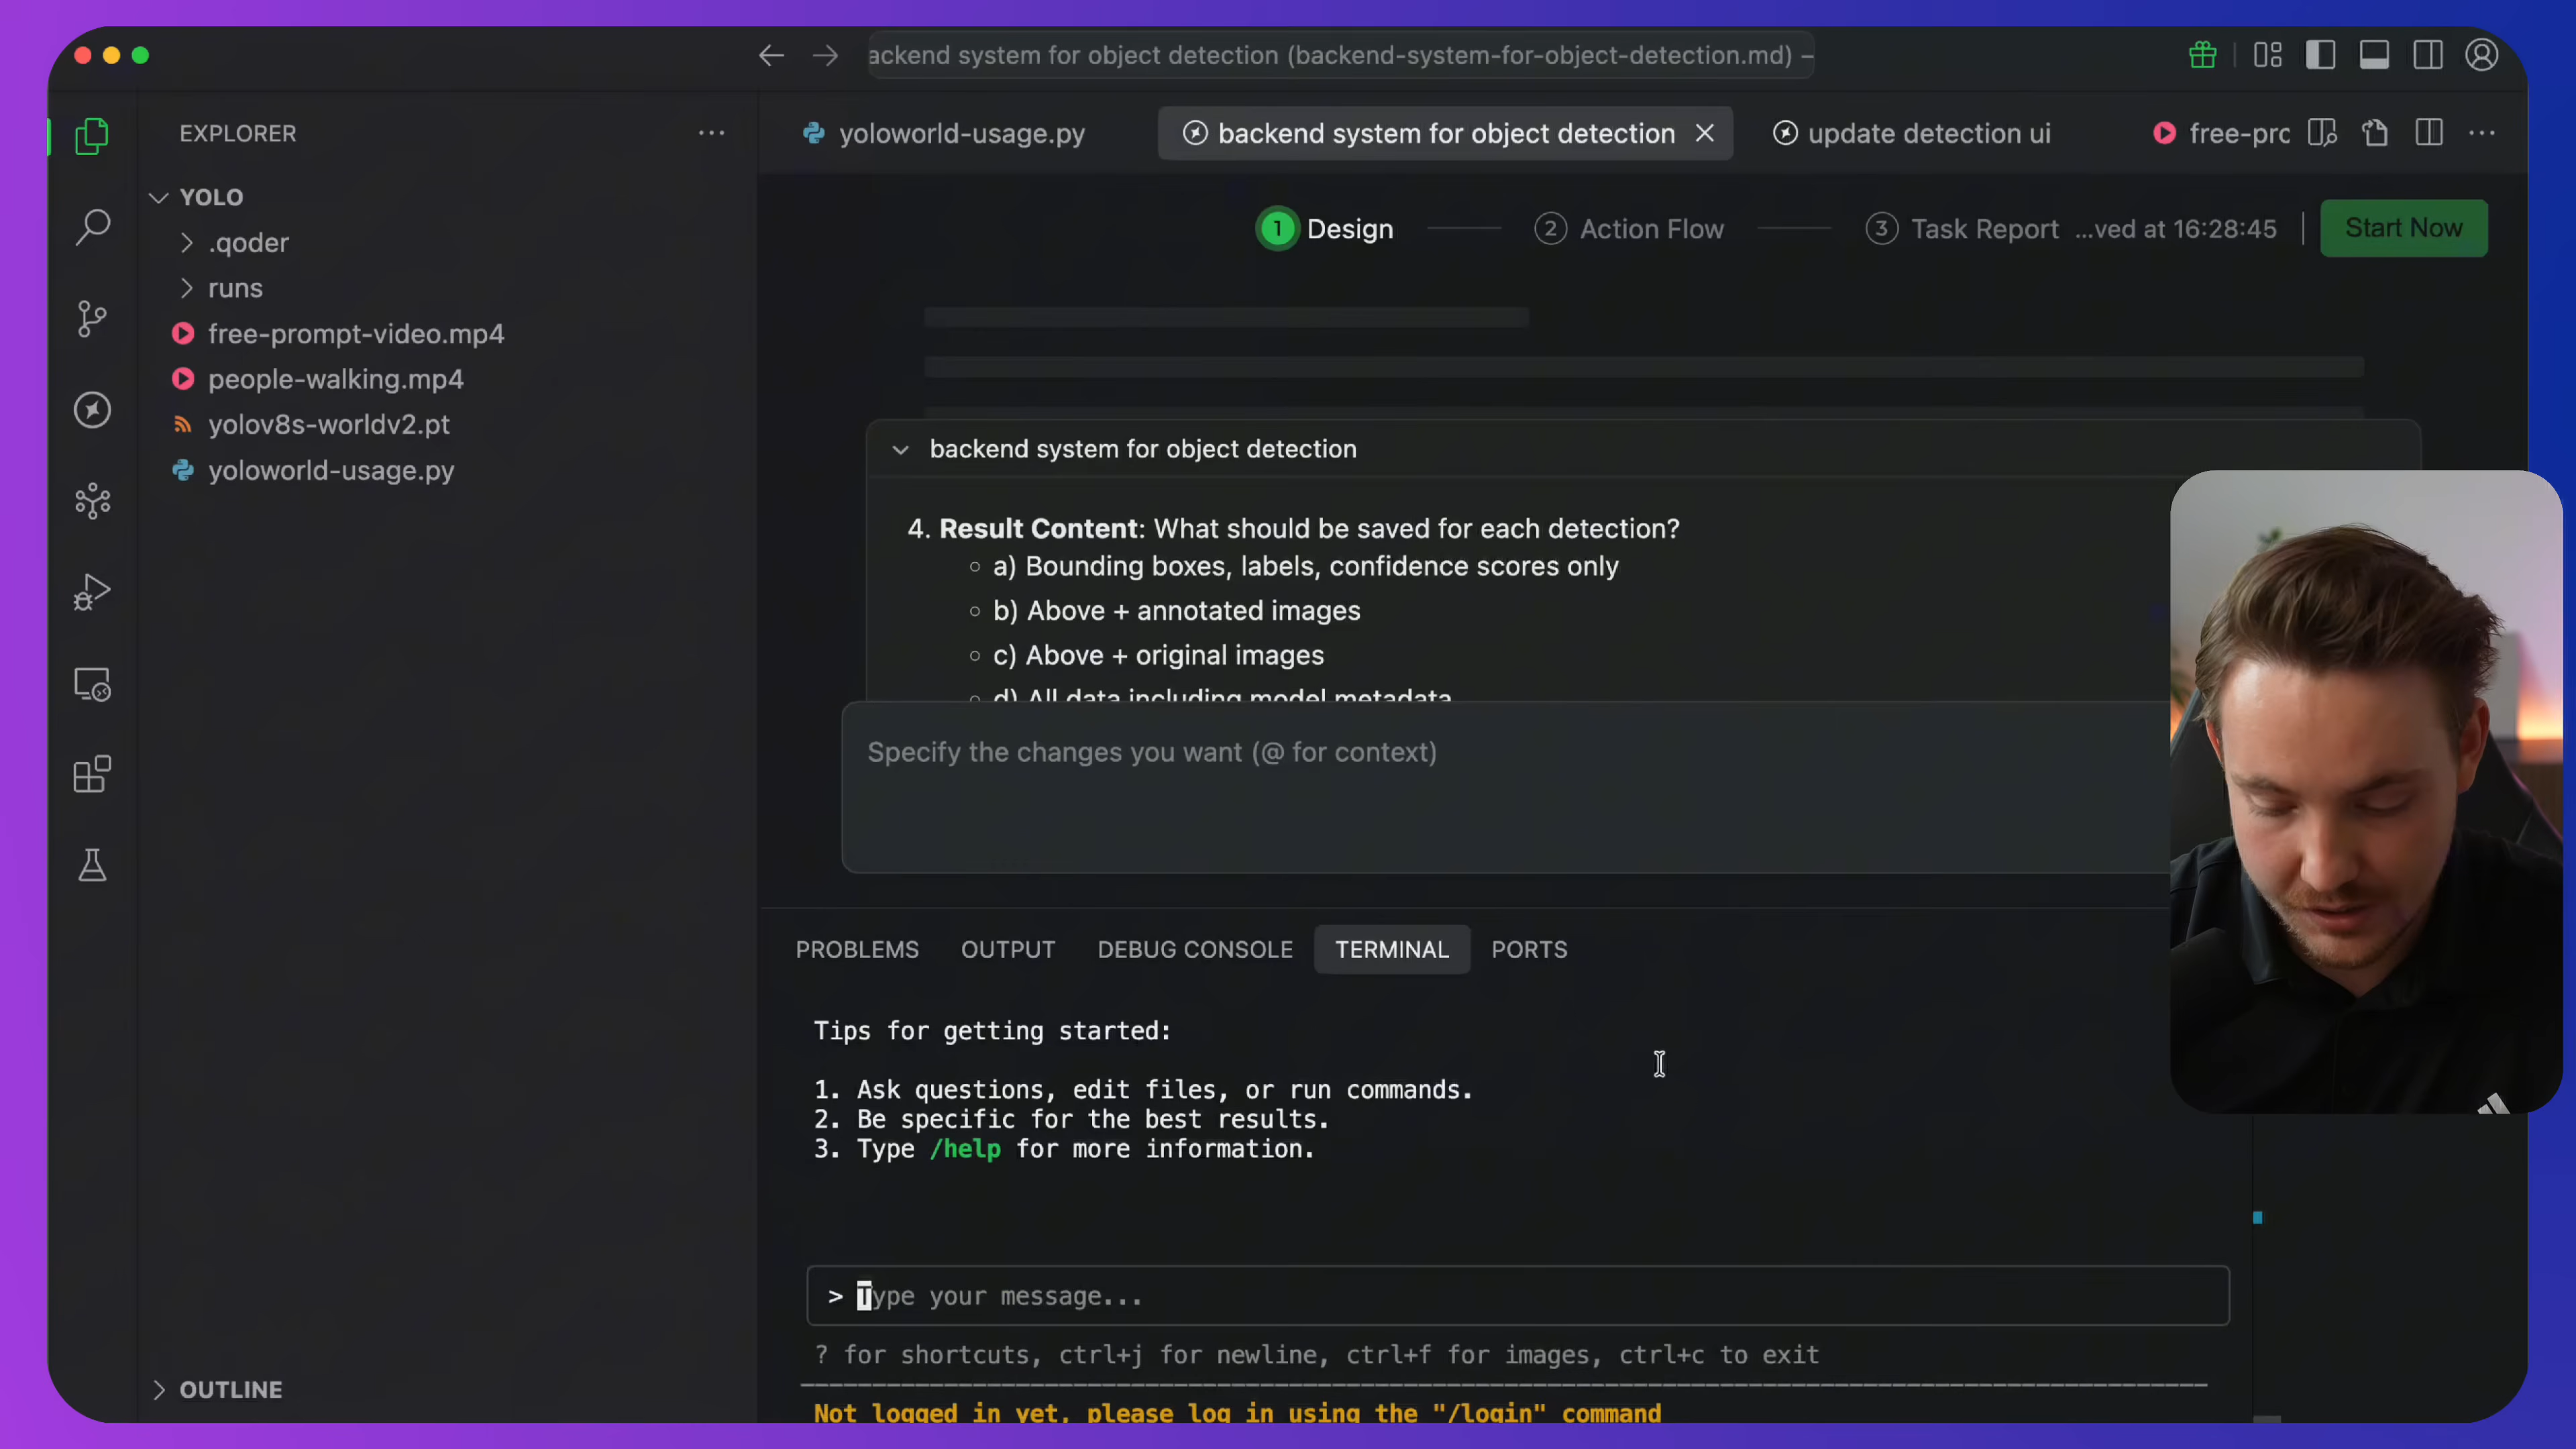 ackend system for object detection (backend-system-for-object-detection.md) –
EXPLORER
yoloworld-usage.py
backend system for object detection
update detection ui
free-prc
YOLO
.qoder
runs
free-prompt-video.mp4
people-walking.mp4
yolov8s-worldv2.pt
yoloworld-usage.py
OUTLINE
1 Design
2 Action Flow
3 Task Report
...ved at 16:28:45
Start Now
backend system for object detection
4. Result Content: What should be saved for each detection?
a) Bounding boxes, labels, confidence scores only
b) Above + annotated images
c) Above + original images
d) All data including model metadata
Specify the changes you want (@ for context)
PROBLEMS
OUTPUT
DEBUG CONSOLE
TERMINAL
PORTS
Tips for getting started:
1. Ask questions, edit files, or run commands.
2. Be specific for the best results.
3. Type /help for more information.
> Type your message...
? for shortcuts, ctrl+j for newline, ctrl+f for images, ctrl+c to exit
Not logged in yet, please log in using the "/login" command